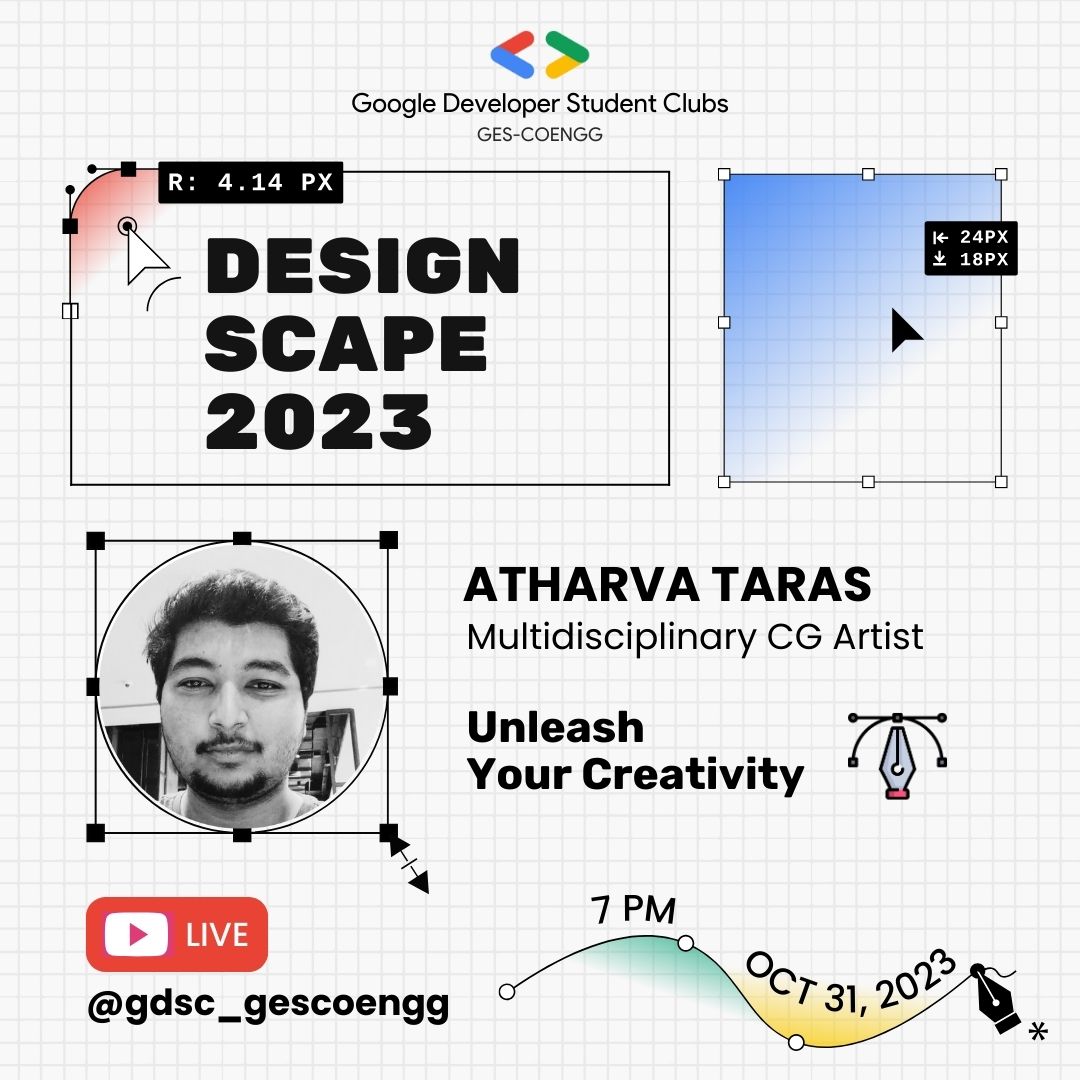 Google Developer Student Clubs
GES-COENGG
R: 4.14 PX
DESIGN
SCAPE
2023
24PX
18PX
ATHARVA TARAS
Multidisciplinary CG Artist
Unleash
Your Creativity
LIVE
@gdsc_gescoengg
7 PM
OCT 31, 2023
*